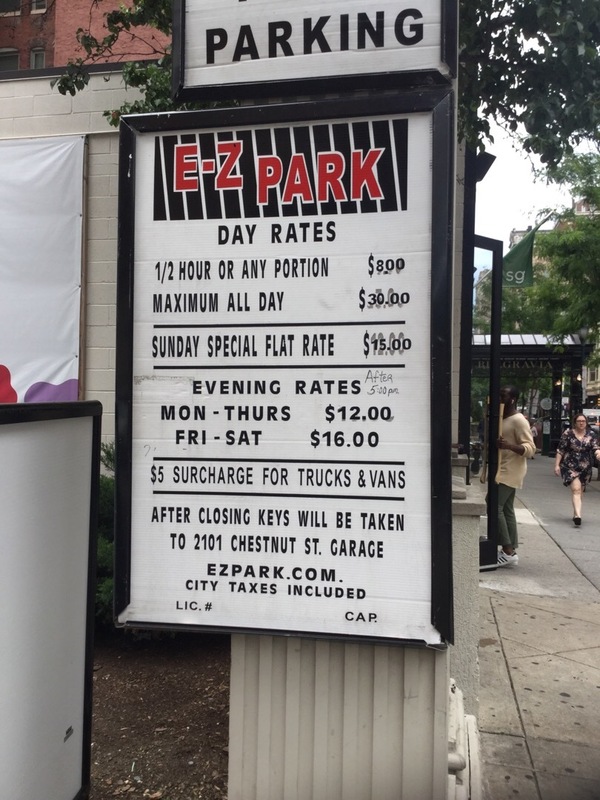 PARKING
E-Z PARK
DAY RATES
1/2 HOUR OR ANY PORTION $8.00
MAXIMUM ALL DAY $30.00
SUNDAY SPECIAL FLAT RATE $15.00
EVENING RATES After 5:00 pm
MON - THURS $12.00
FRI - SAT $16.00
$5 SURCHARGE FOR TRUCKS & VANS
AFTER CLOSING KEYS WILL BE TAKEN
TO 2101 CHESTNUT ST. GARAGE
EZPARK.COM.
CITY TAXES INCLUDED
LIC. # CAP.
sg